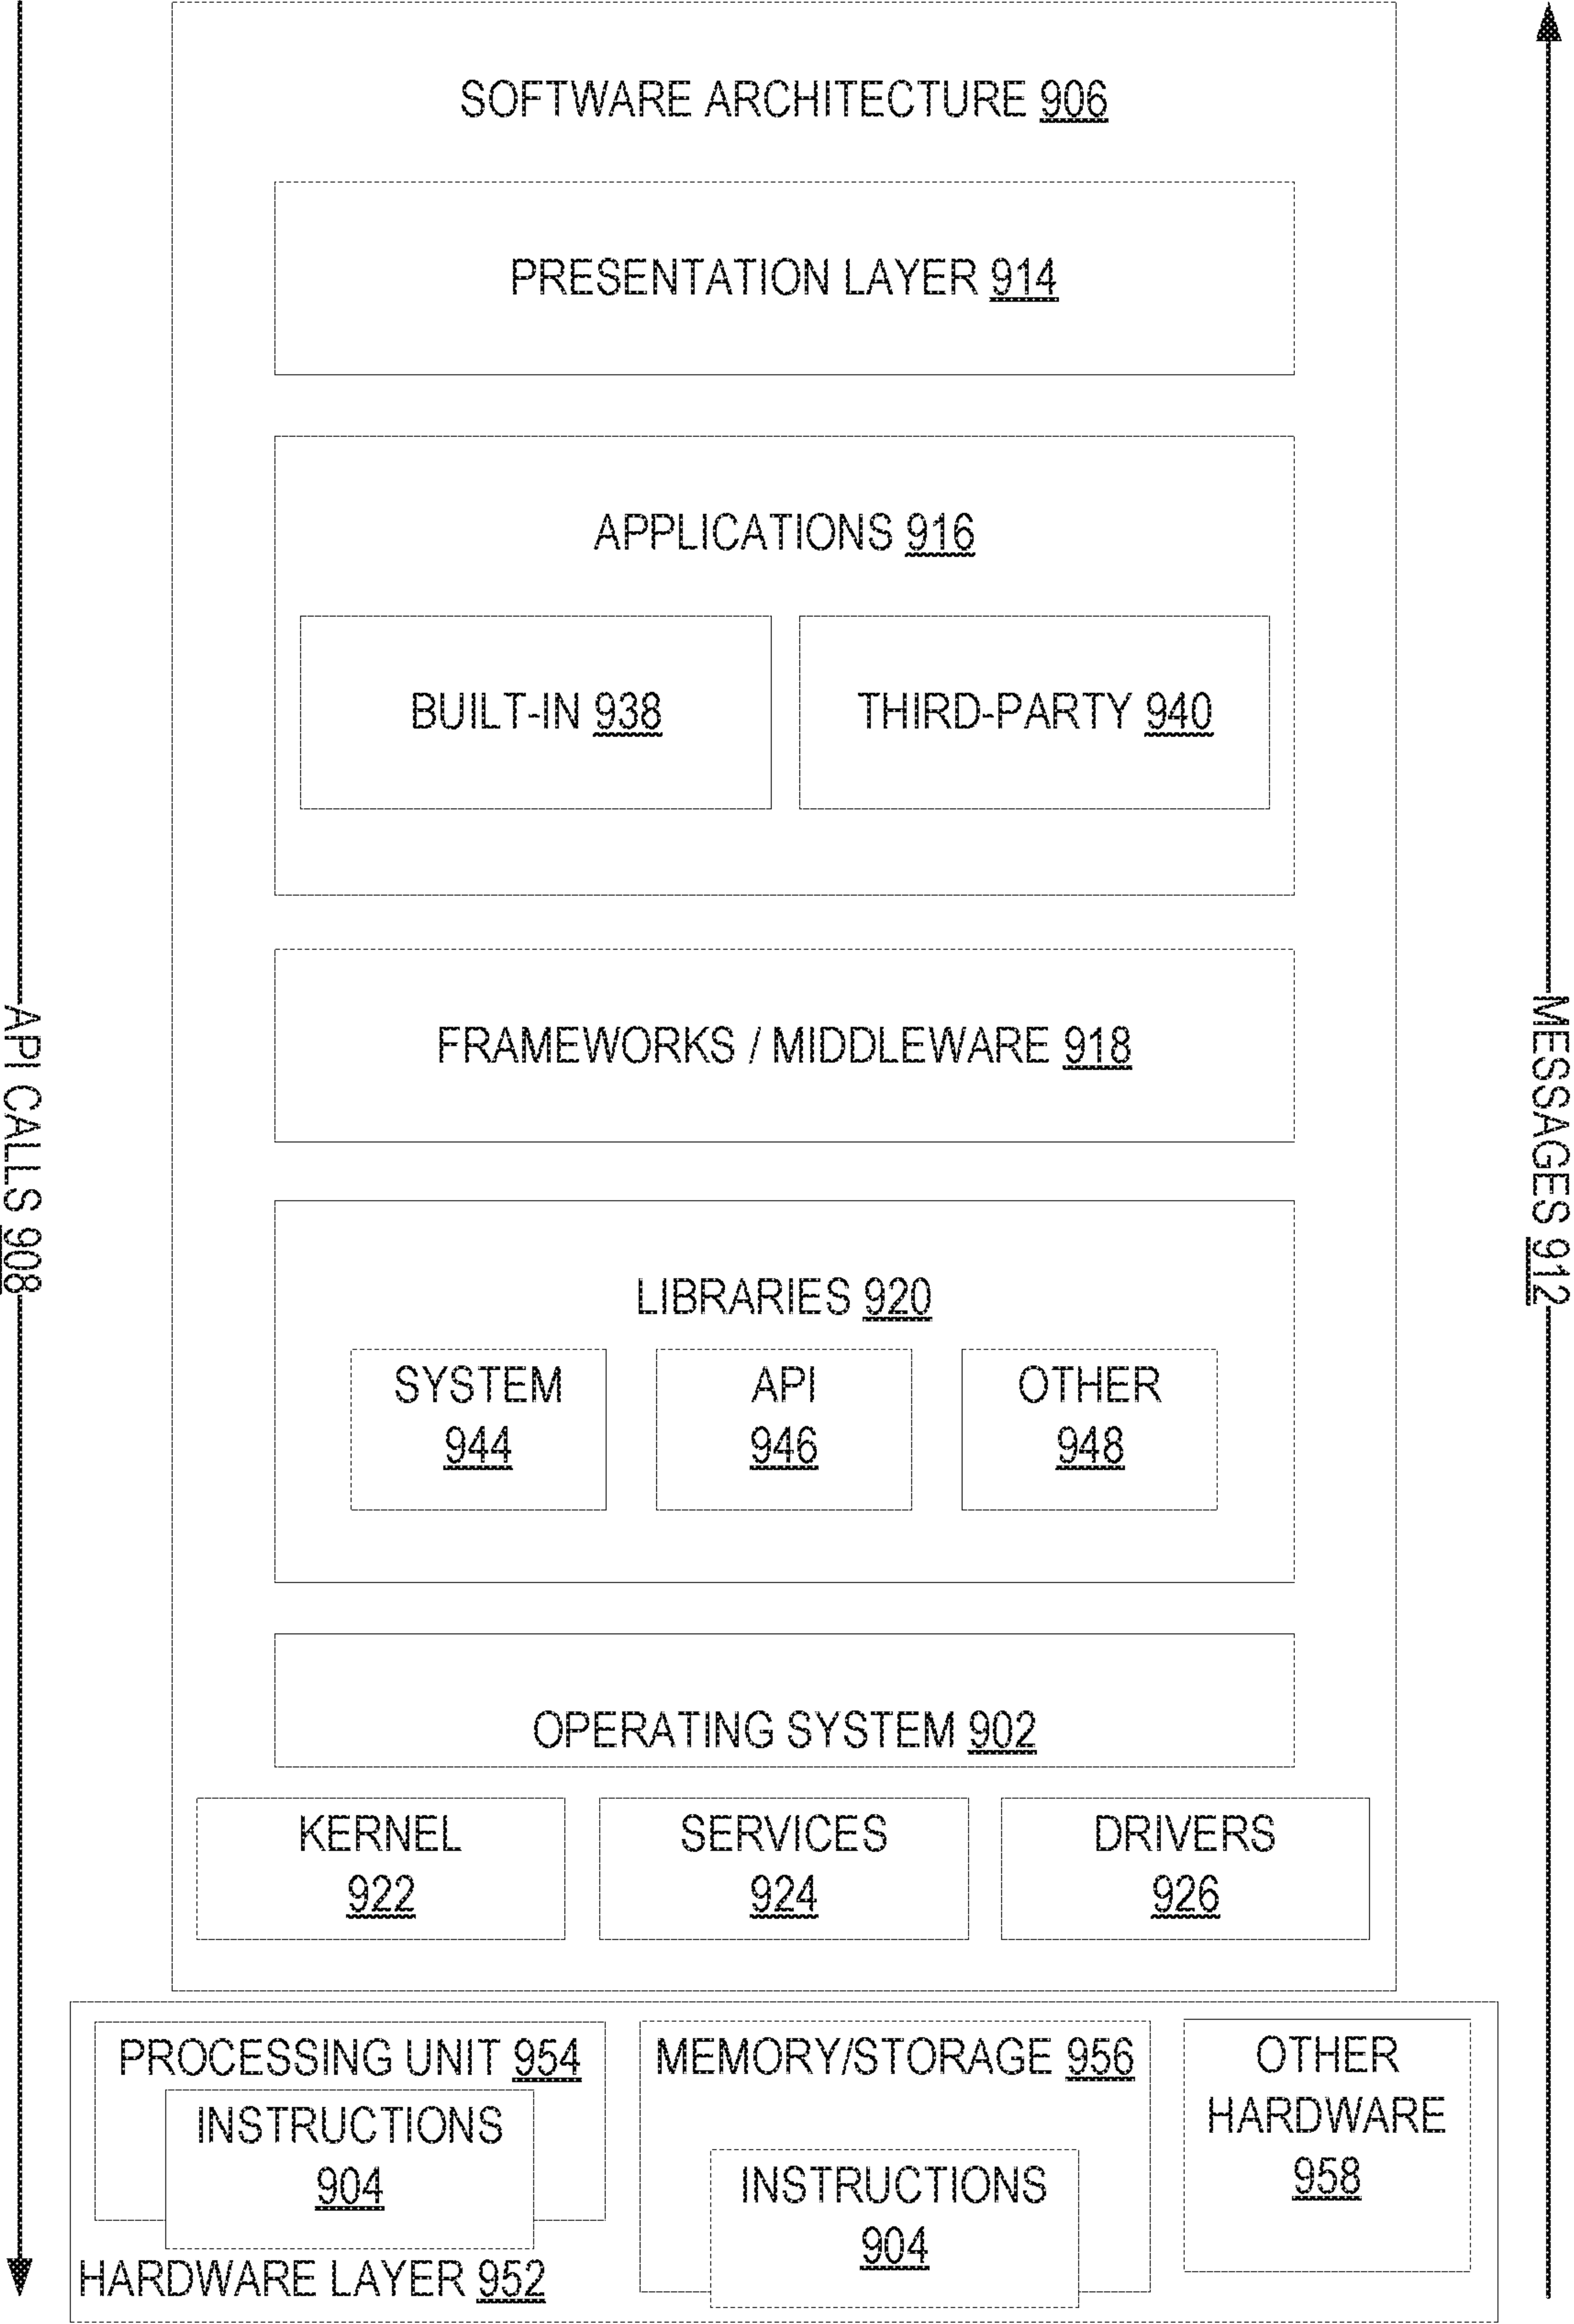 SOFTWARE ARCHITECTURE 906
PRESENTATION LAYER 914
APPLICATIONS 916
BUILT-IN 938
THIRD-PARTY 940
FRAMEWORKS / MIDDLEWARE 918
API CALLS 908
MESSAGES 912
LIBRARIES 920
SYSTEM
944
API
946
OTHER
948
OPERATING SYSTEM 902
KERNEL
922
SERVICES
924
DRIVERS
926
PROCESSING UNIT 954
INSTRUCTIONS
904
MEMORY/STORAGE 956
INSTRUCTIONS
904
OTHER
HARDWARE
958
HARDWARE LAYER 952